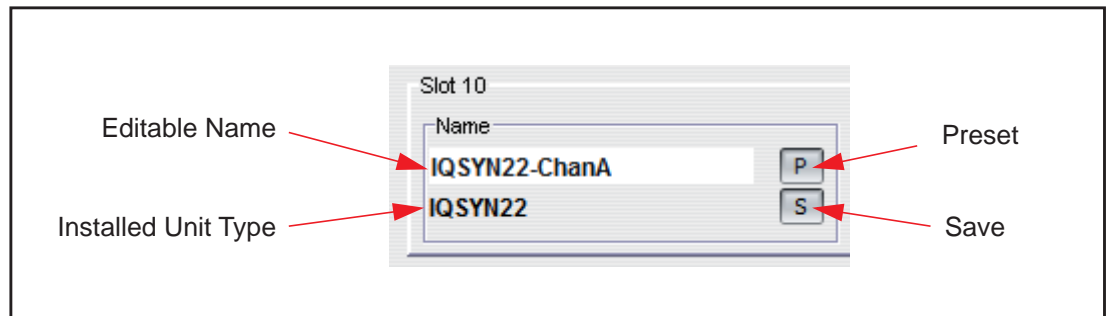 Slot 10
Name
Editable Name
IQSYN22-ChanA
P
Preset
Installed Unit Type
IQSYN22
S
Save